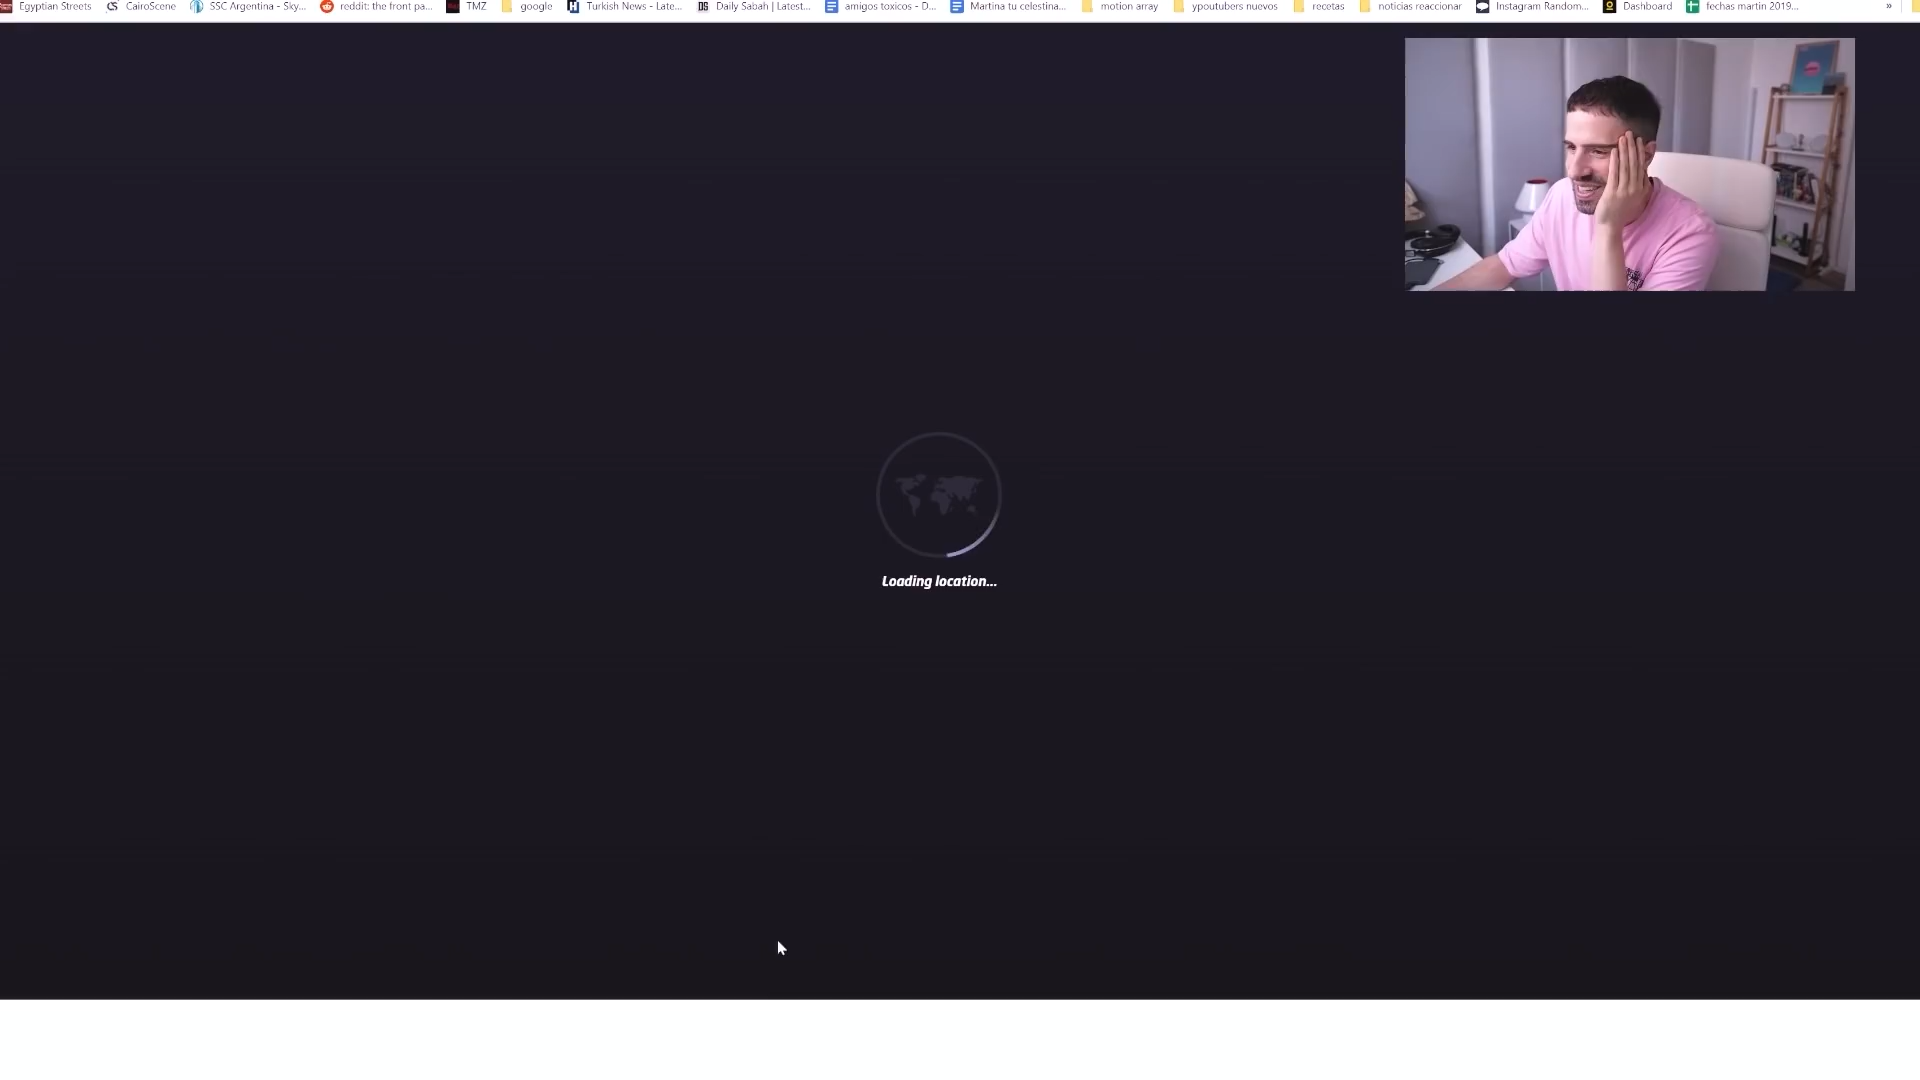 Egyptian Streets CS CairoScene SSC Argentina - Sky... reddit: the front pa... TMZ google H Turkish News - Late... DS Daily Sabah | Latest... amigos toxicos - D... Martina tu celestina... motion array ypoutubers nuevos recetas noticias reaccionar Instagram Random... Dashboard fechas martin 2019... »
Loading location...